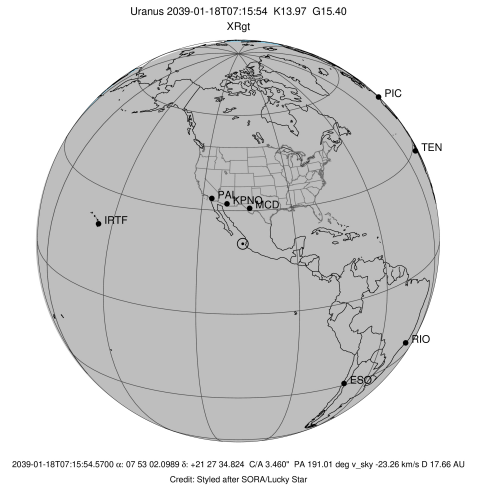 Uranus 2039-01-18T07:15:54 K13.97 G15.40
XRgt
PIC
TEN
PAL
KPNO
MCD
IRTF
RIO
ESO
2039-01-18T07:15:54.5700 α: 07 53 02.0989 δ: +21 27 34.824 C/A 3.460" PA 191.01 deg v_sky -23.26 km/s D 17.66 AU
Credit: Styled after SORA/Lucky Star